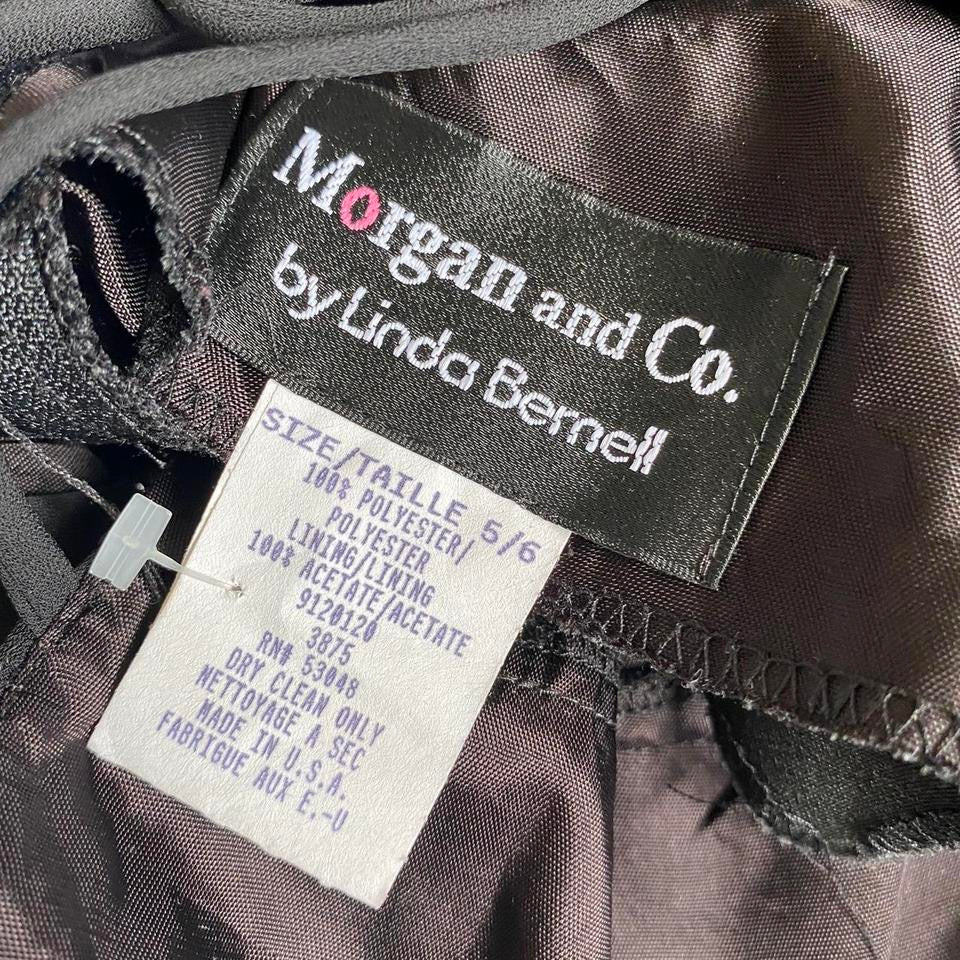 Morgan and Co.
by Linda Bernell
SIZE/TAILLE 5/6
100% POLYESTER/
POLYESTER
LINING/LINING
100% ACETATE/ACETATE
9120120
3875
RN# 53048
DRY CLEAN ONLY
NETTOYAGE A SEC
MADE IN U.S.A.
FABRIGUE AUX E.-U